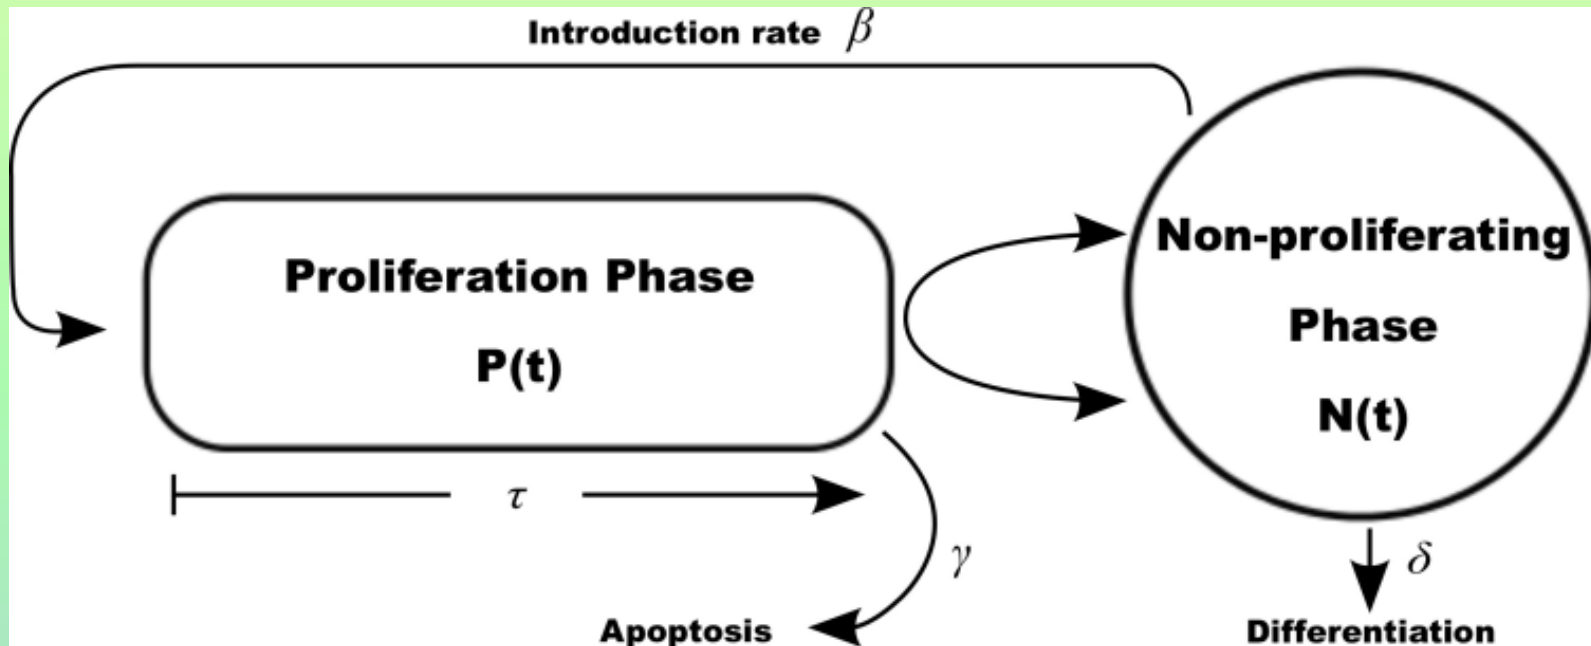 Introduction rate β
Proliferation Phase
P(t)
Non-proliferating
Phase
N(t)
τ
γ
δ
Apoptosis
Differentiation